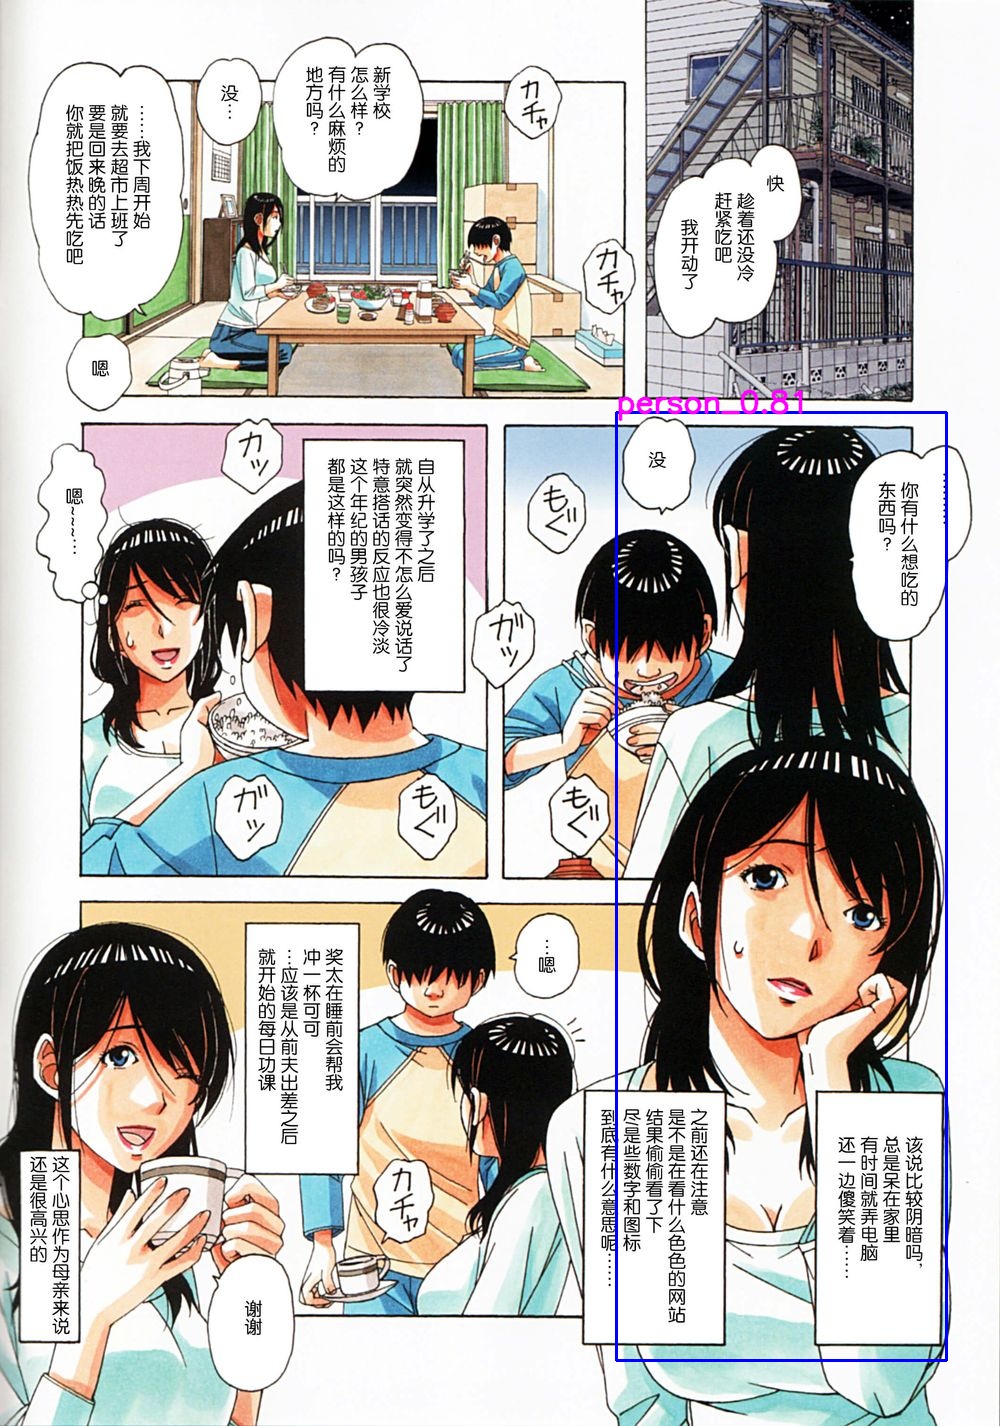 快
趁着还没冷
赶紧吃吧
我开动了
カチャ
新学校
怎么样？
有什么麻烦的
地方吗？
没…
……我下周开始
就要去超市上班了
要是回来晚的话
你就把饭热热先吃吧
カチャ
嗯
person_0.81
………
你有什么想吃的
东西吗？
没
もぐ
ガッ
もぐ
カッ
自从升学了之后
就突然变得不怎么爱说话了
特意搭话的反应也很冷淡
这个年纪的男孩子
都是这样的吗？
嗯~~~…
もぐ
ガッ
该说比较阴暗吗，
总是呆在家里
有时间就弄电脑
还一边傻笑着……
之前还在注意
是不是在看什么色色的网站
结果偷偷看了下
尽是些数字和图标
到底有什么意思呢………
…嗯
カチャ
奖太在睡前会帮我
冲一杯可可
…应该是从前夫出差之后
就开始的每日功课
谢谢
这个心思作为母亲来说
还是很高兴的